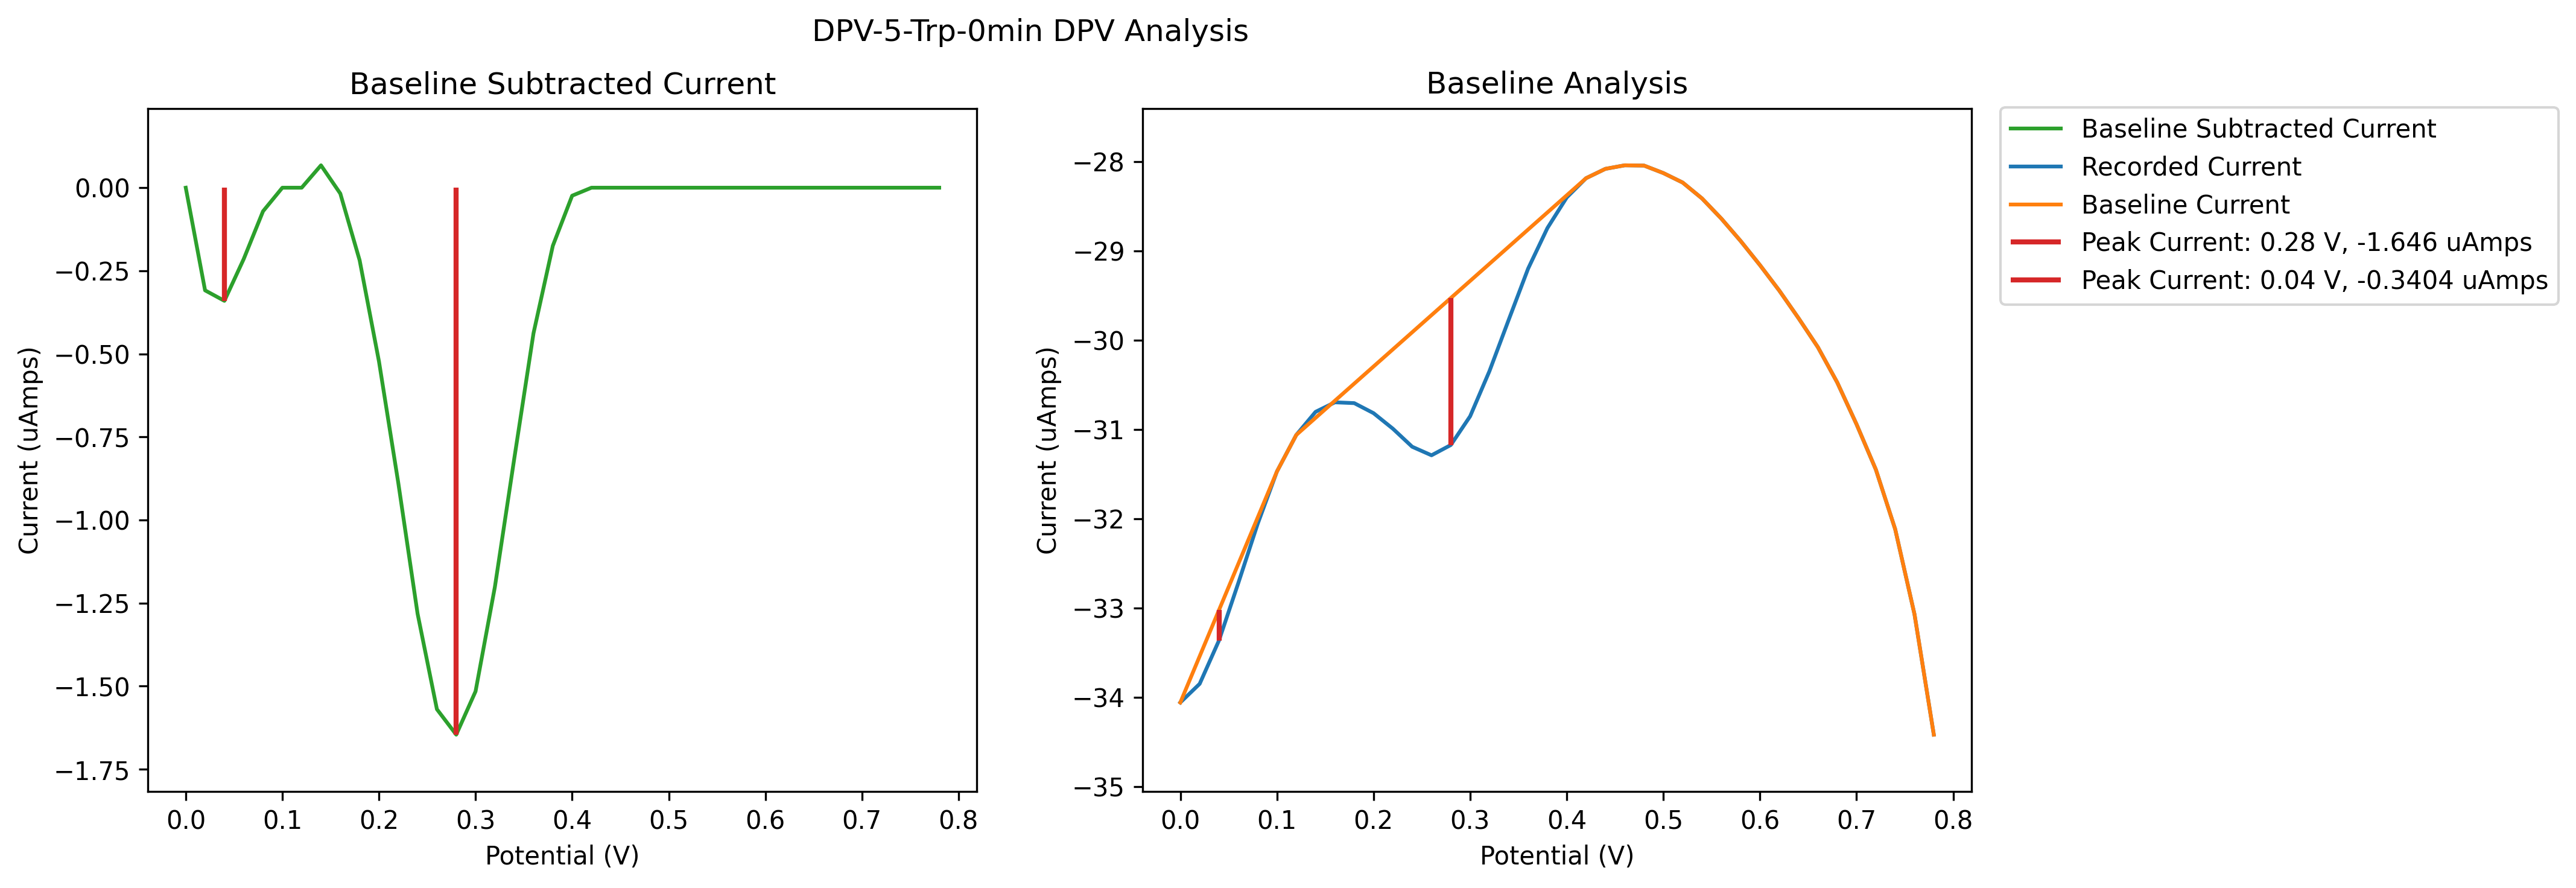 DPV-5-Trp-0min DPV Analysis
Baseline Subtracted Current
Current (uAmps)
0.00
−0.25
−0.50
−0.75
−1.00
−1.25
−1.50
−1.75
0.0 0.1 0.2 0.3 0.4 0.5 0.6 0.7 0.8
Potential (V)
Baseline Analysis
Current (uAmps)
−28
−29
−30
−31
−32
−33
−34
−35
0.0 0.1 0.2 0.3 0.4 0.5 0.6 0.7 0.8
Potential (V)
Baseline Subtracted Current
Recorded Current
Baseline Current
Peak Current: 0.28 V, -1.646 uAmps
Peak Current: 0.04 V, -0.3404 uAmps